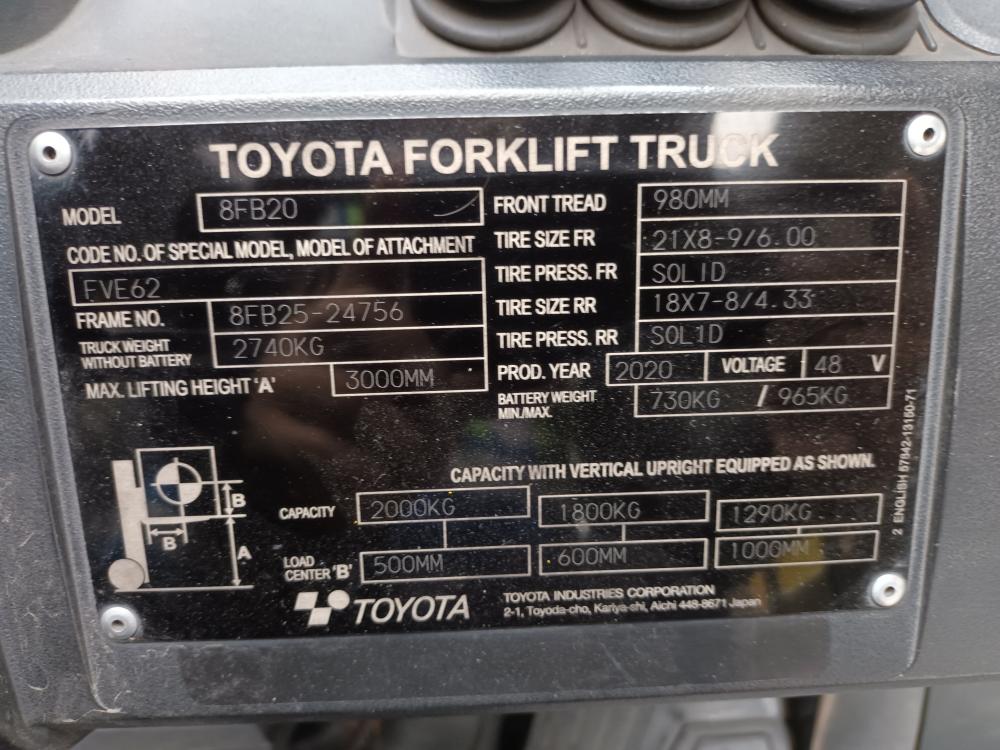 TOYOTA FORKLIFT TRUCK
MODEL 8FB20
CODE NO. OF SPECIAL MODEL, MODEL OF ATTACHMENT
FVE62
FRAME NO. 8FB25-24756
TRUCK WEIGHT WITHOUT BATTERY 2740KG
MAX. LIFTING HEIGHT 'A' 3000MM
FRONT TREAD 980MM
TIRE SIZE FR 21X8-9/6.00
TIRE PRESS. FR SOLID
TIRE SIZE RR 18X7-8/4.33
TIRE PRESS. RR SOLID
PROD. YEAR 2020 VOLTAGE 48 V
BATTERY WEIGHT MIN./MAX. 730KG / 965KG
CAPACITY WITH VERTICAL UPRIGHT EQUIPPED AS SHOWN.
B
B
A
CAPACITY 2000KG 1800KG 1290KG
LOAD CENTER 'B' 500MM 600MM 1000MM
TOYOTA
TOYOTA INDUSTRIES CORPORATION
2-1, Toyoda-cho, Kariya-shi, Aichi 448-8671 Japan
2 ENGLISH 57842-13160-71